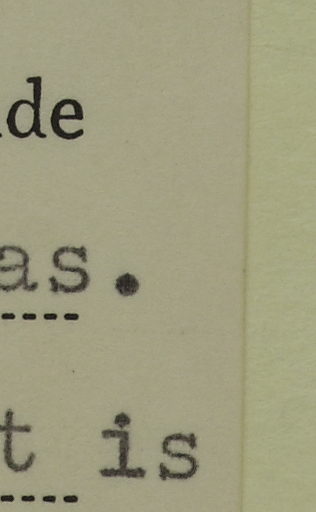 de
as.
t is